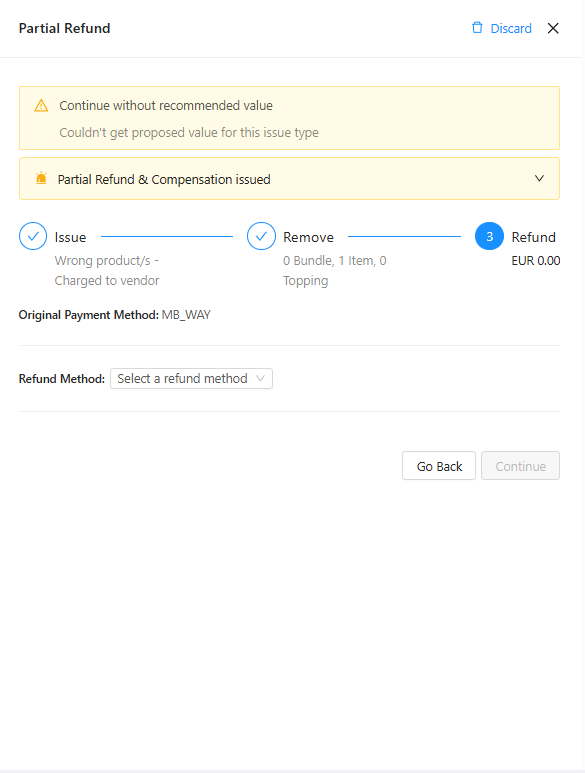 Partial Refund
Discard
Continue without recommended value
Couldn't get proposed value for this issue type
Partial Refund & Compensation issued
Issue
Wrong product/s -
Charged to vendor
Remove
0 Bundle, 1 Item, 0
Topping
3
Refund
EUR 0.00
Original Payment Method: MB_WAY
Refund Method: Select a refund method
Go Back
Continue